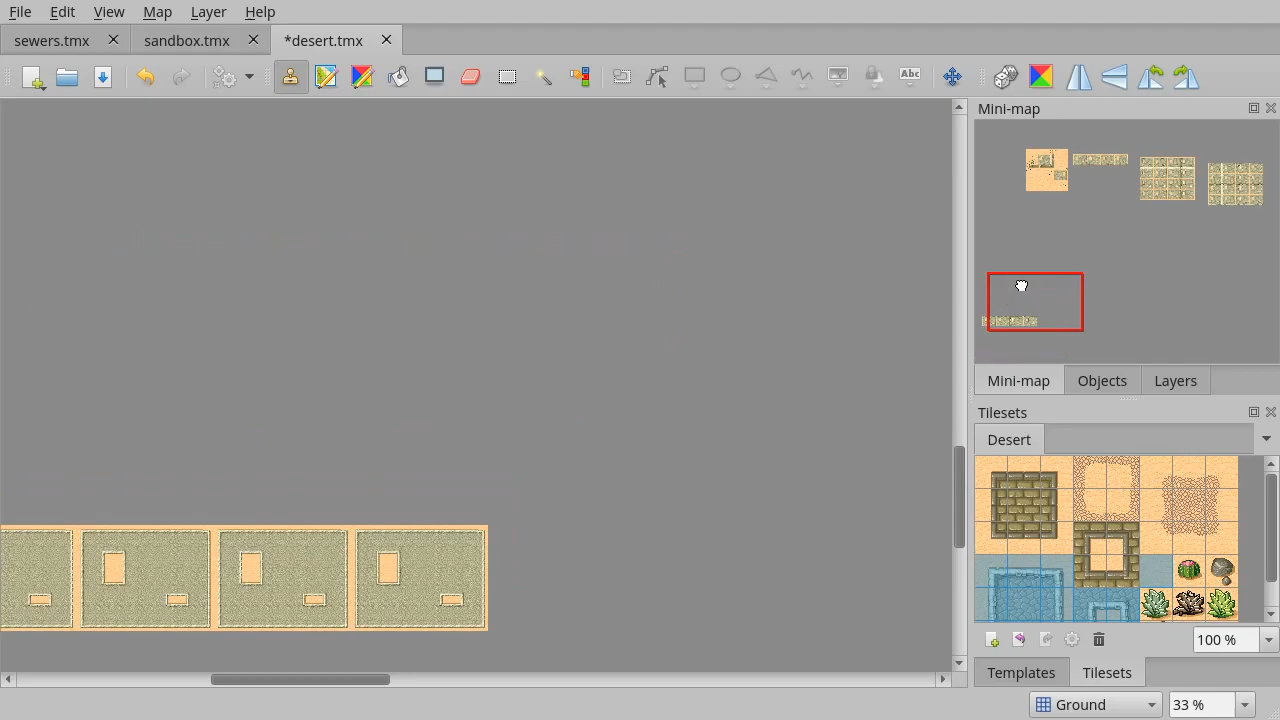 File Edit View Map Layer Help
sewers.tmx sandbox.tmx *desert.tmx
Abc
Mini-map
Mini-map Objects Layers
Tilesets
Desert
100 %
Templates Tilesets
Ground 33 %